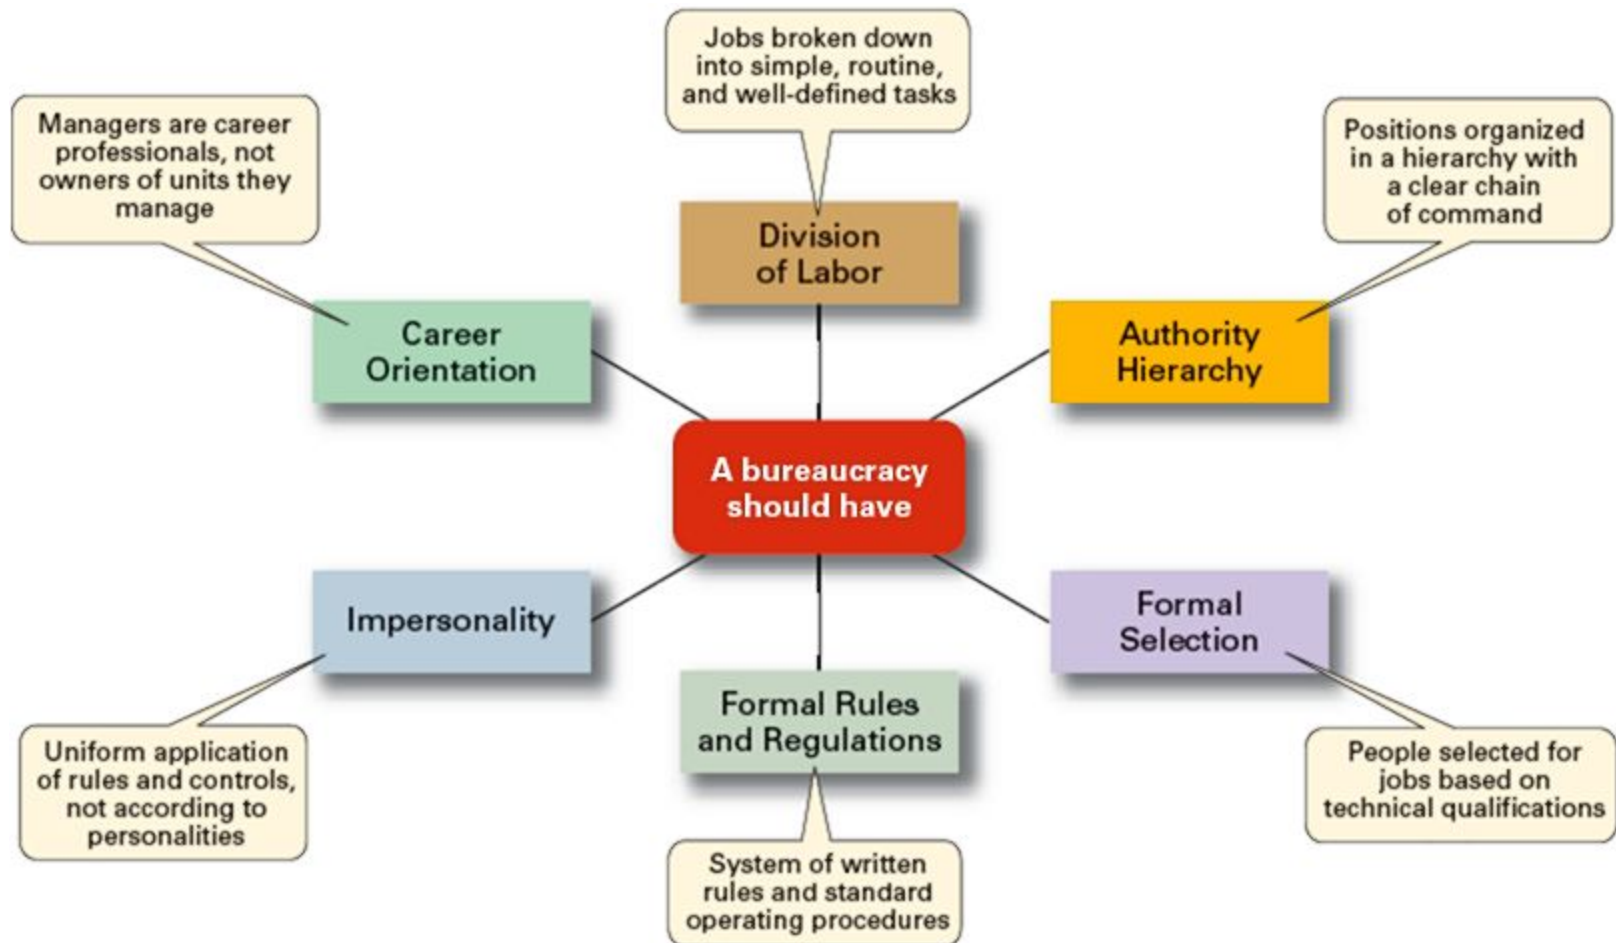 Jobs broken down
into simple, routine,
and well-defined tasks
Managers are career
professionals, not
owners of units they
manage
Positions organized
in a hierarchy with
a clear chain
of command
Division
of Labor
Career
Orientation
Authority
Hierarchy
A bureaucracy
should have
Impersonality
Formal
Selection
Formal Rules
and Regulations
Uniform application
of rules and controls,
not according to
personalities
People selected for
jobs based on
technical qualifications
System of written
rules and standard
operating procedures